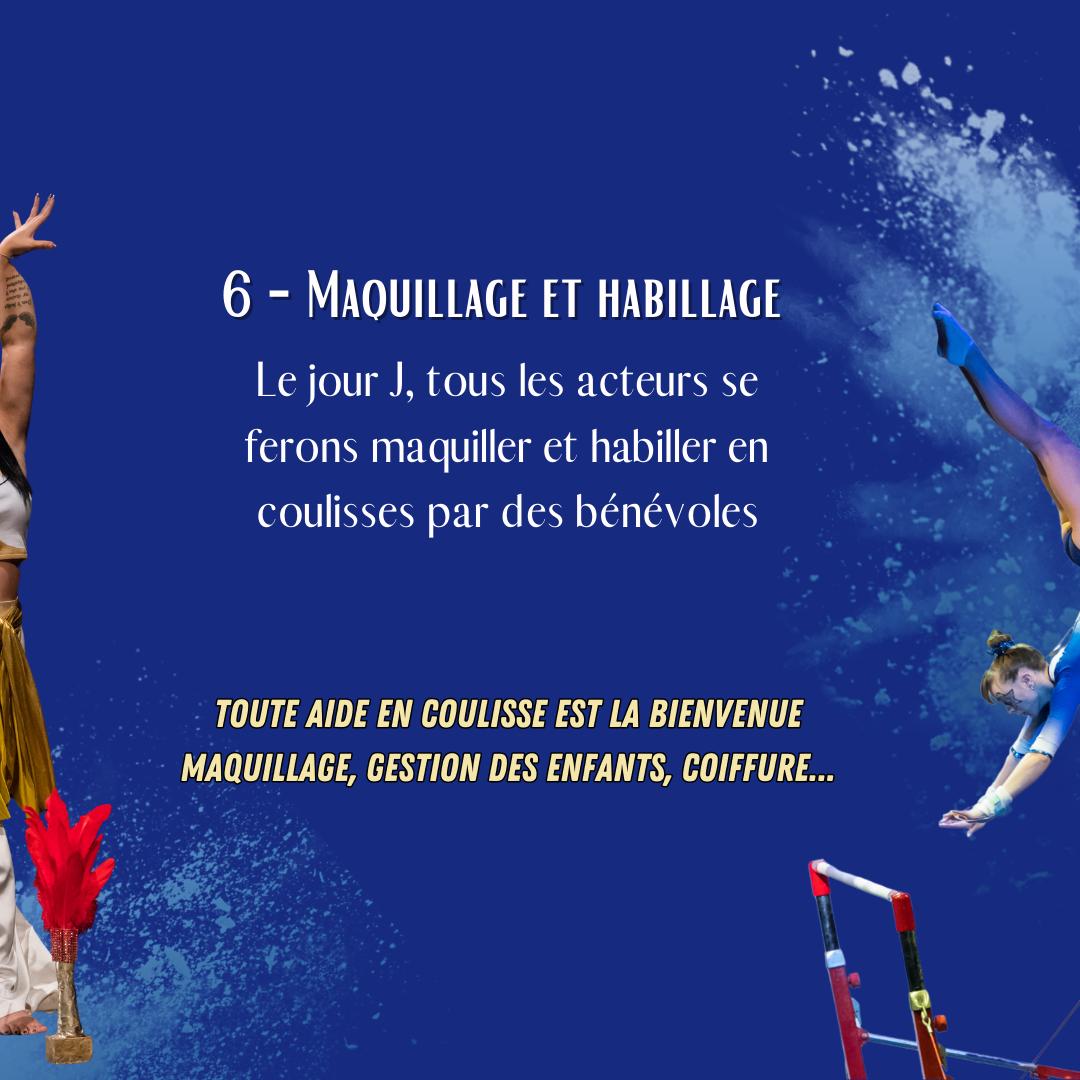 6 - Maquillage et habillage
Le jour J, tous les acteurs se
ferons maquiller et habiller en
coulisses par des bénévoles
TOUTE AIDE EN COULISSE EST LA BIENVENUE
MAQUILLAGE, GESTION DES ENFANTS, COIFFURE...